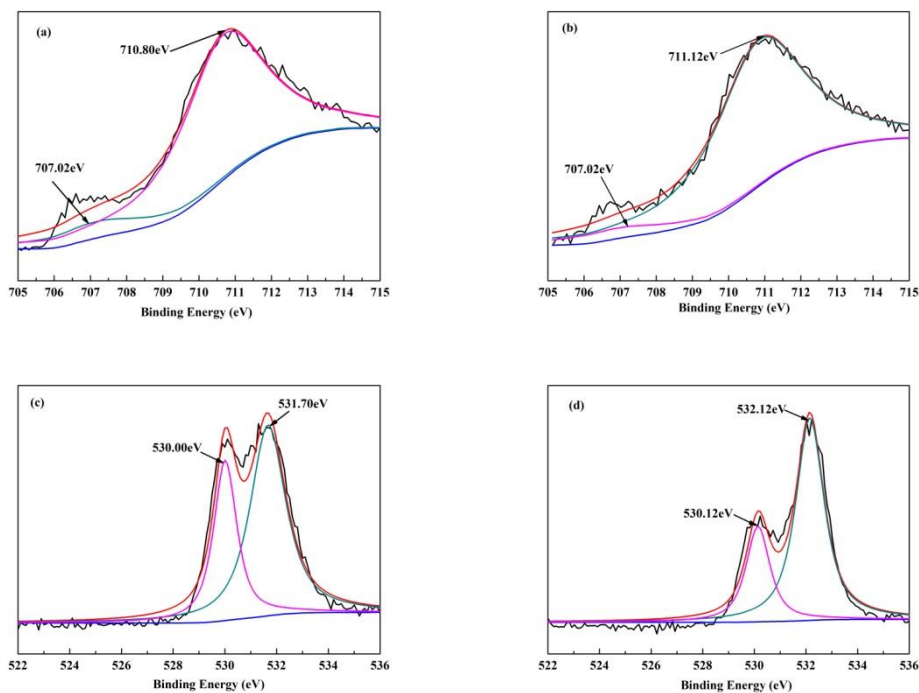 (a)
710.80eV
707.02eV
705 706 707 708 709 710 711 712 713 714 715
Binding Energy (eV)
(b)
711.12eV
707.02eV
705 706 707 708 709 710 711 712 713 714 715
Binding Energy (eV)
(c)
531.70eV
530.00eV
522 524 526 528 530 532 534 536
Binding Energy (eV)
(d)
532.12eV
530.12eV
522 524 526 528 530 532 534 536
Binding Energy (eV)